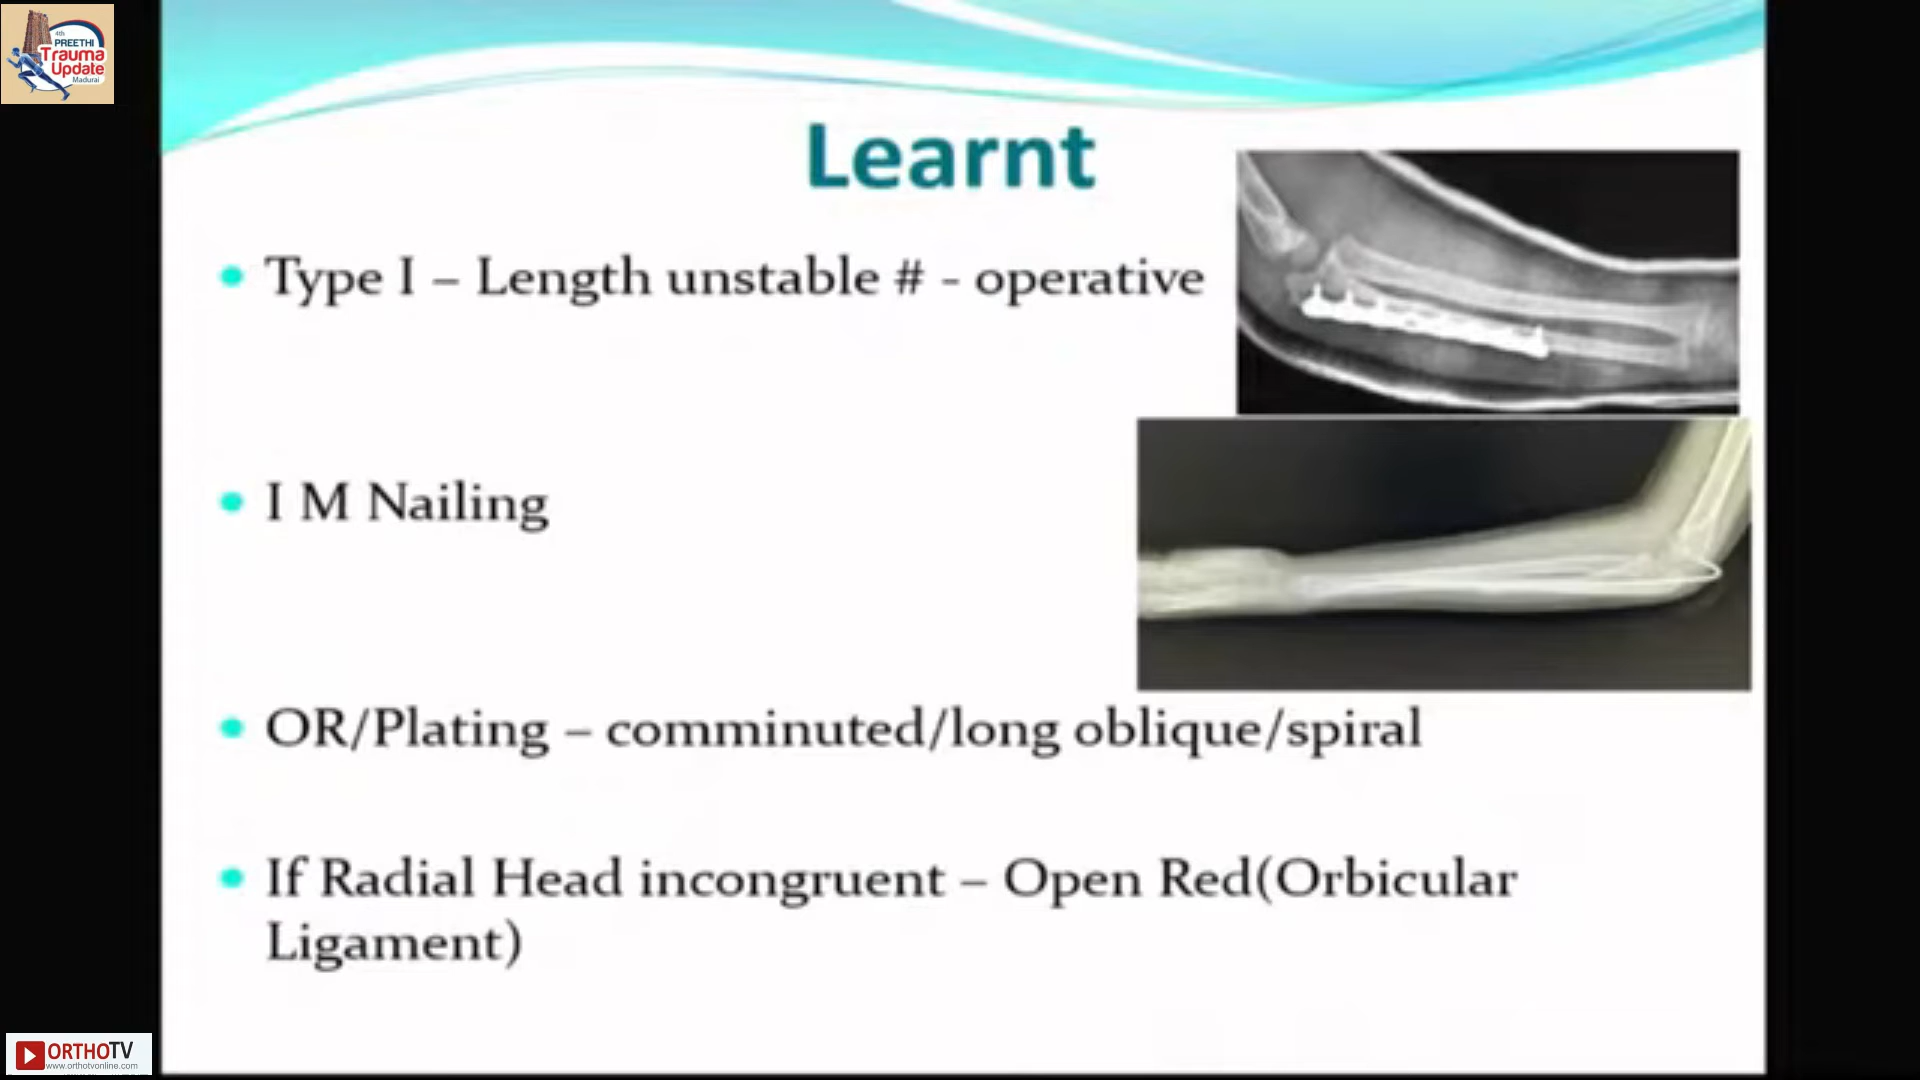 4th
PREETHI
Trauma
Update
Madurai
Learnt
Type I – Length unstable # - operative
I M Nailing
OR/Plating – comminuted/long oblique/spiral
If Radial Head incongruent – Open Red(Orbicular
Ligament)
ORTHOTV
www.orthotvonline.com